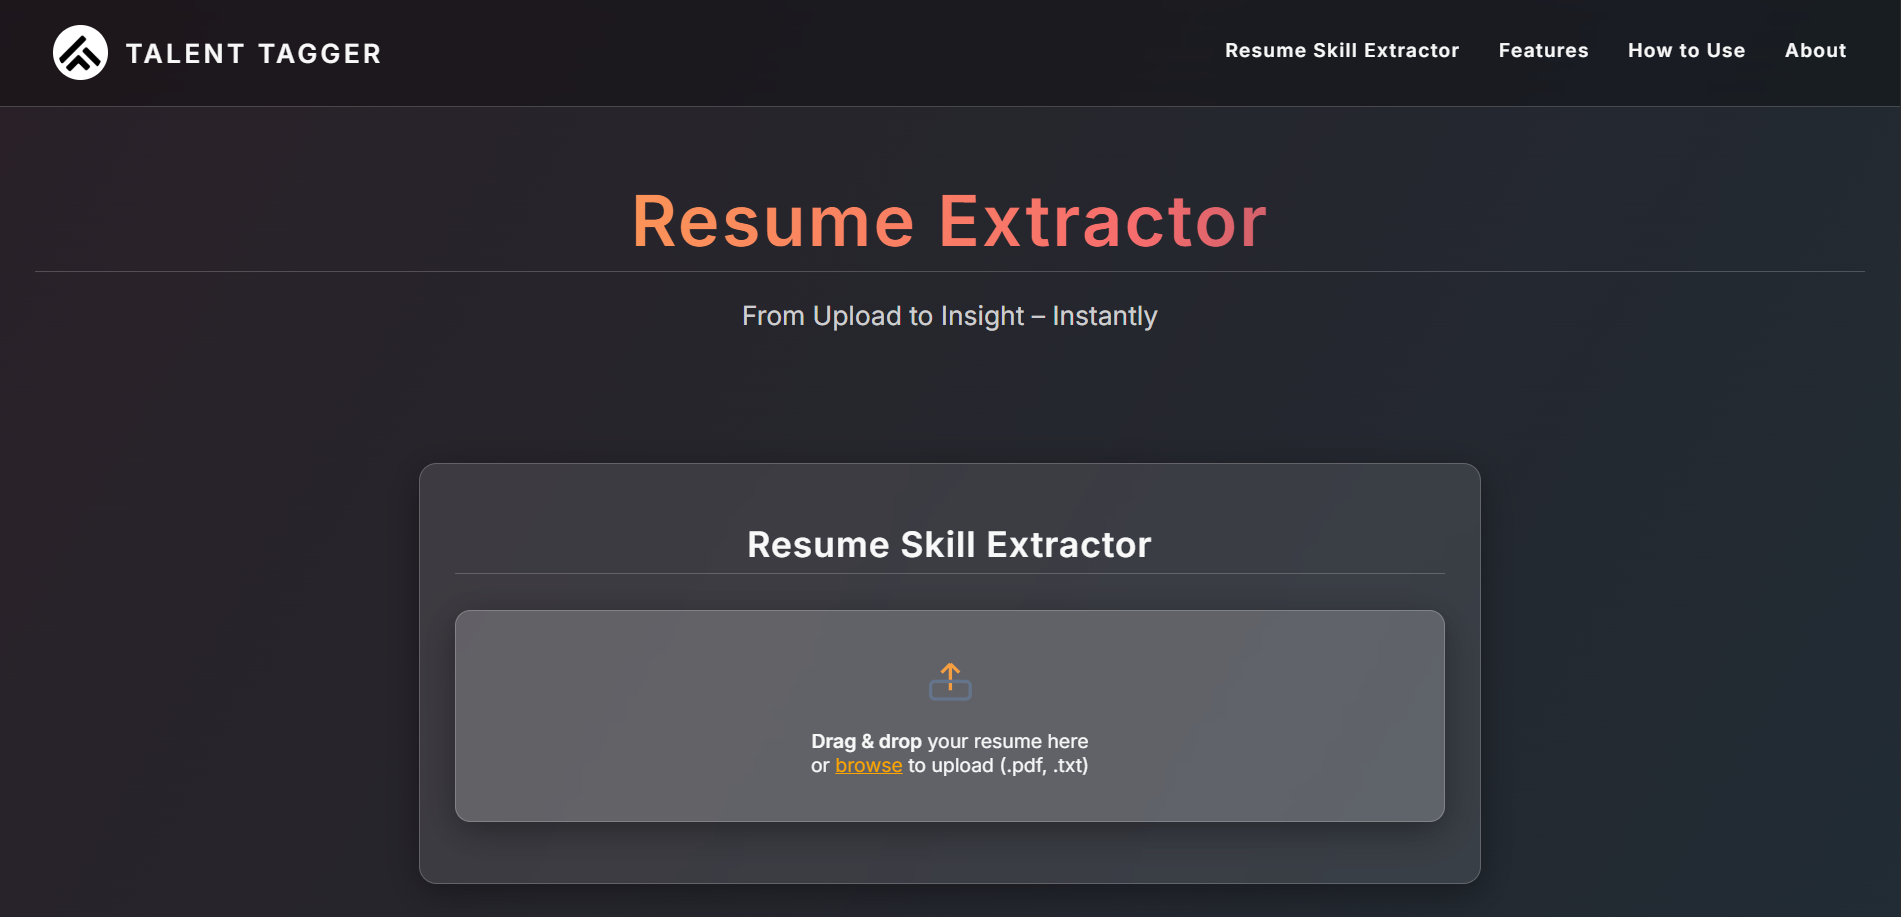 TALENT TAGGER
Resume Skill Extractor
Features
How to Use
About
Resume Extractor
From Upload to Insight – Instantly
Resume Skill Extractor
Drag & drop your resume here
or browse to upload (.pdf, .txt)